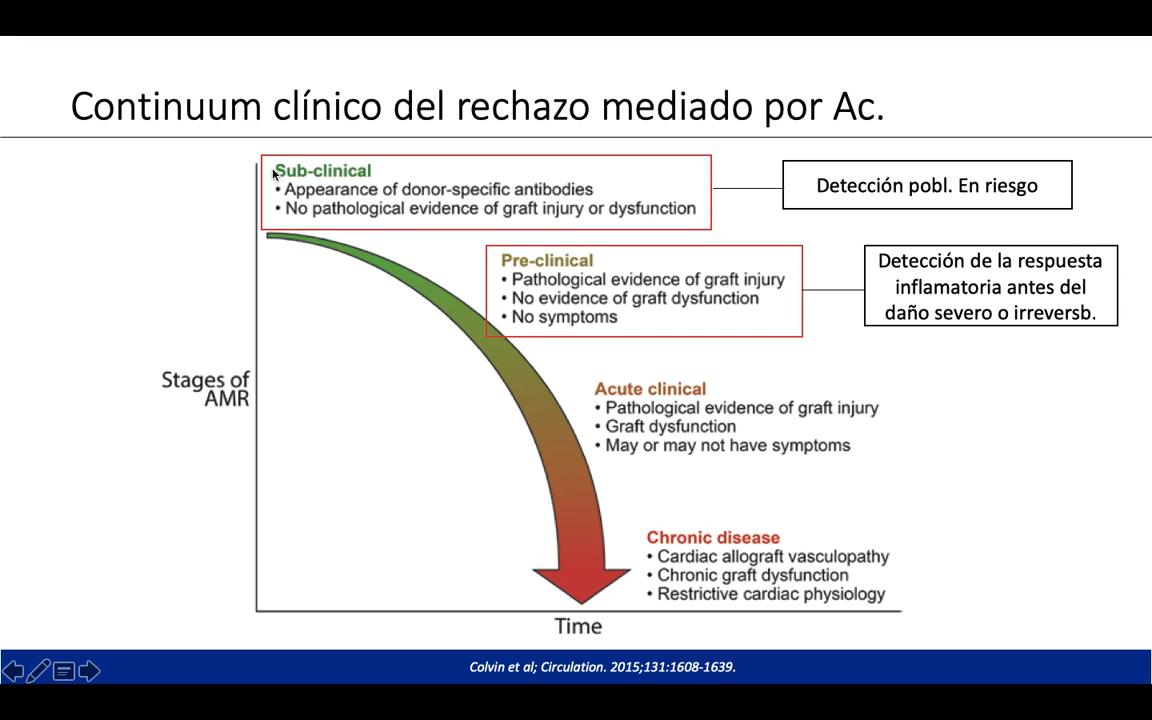 Continuum clínico del rechazo mediado por Ac.
Sub-clinical
• Appearance of donor-specific antibodies
• No pathological evidence of graft injury or dysfunction
Detección pobl. En riesgo
Pre-clinical
• Pathological evidence of graft injury
• No evidence of graft dysfunction
• No symptoms
Detección de la respuesta
inflamatoria antes del
daño severo o irreversb.
Stages of
AMR
Acute clinical
• Pathological evidence of graft injury
• Graft dysfunction
• May or may not have symptoms
Chronic disease
• Cardiac allograft vasculopathy
• Chronic graft dysfunction
• Restrictive cardiac physiology
Time
Colvin et al; Circulation. 2015;131:1608-1639.